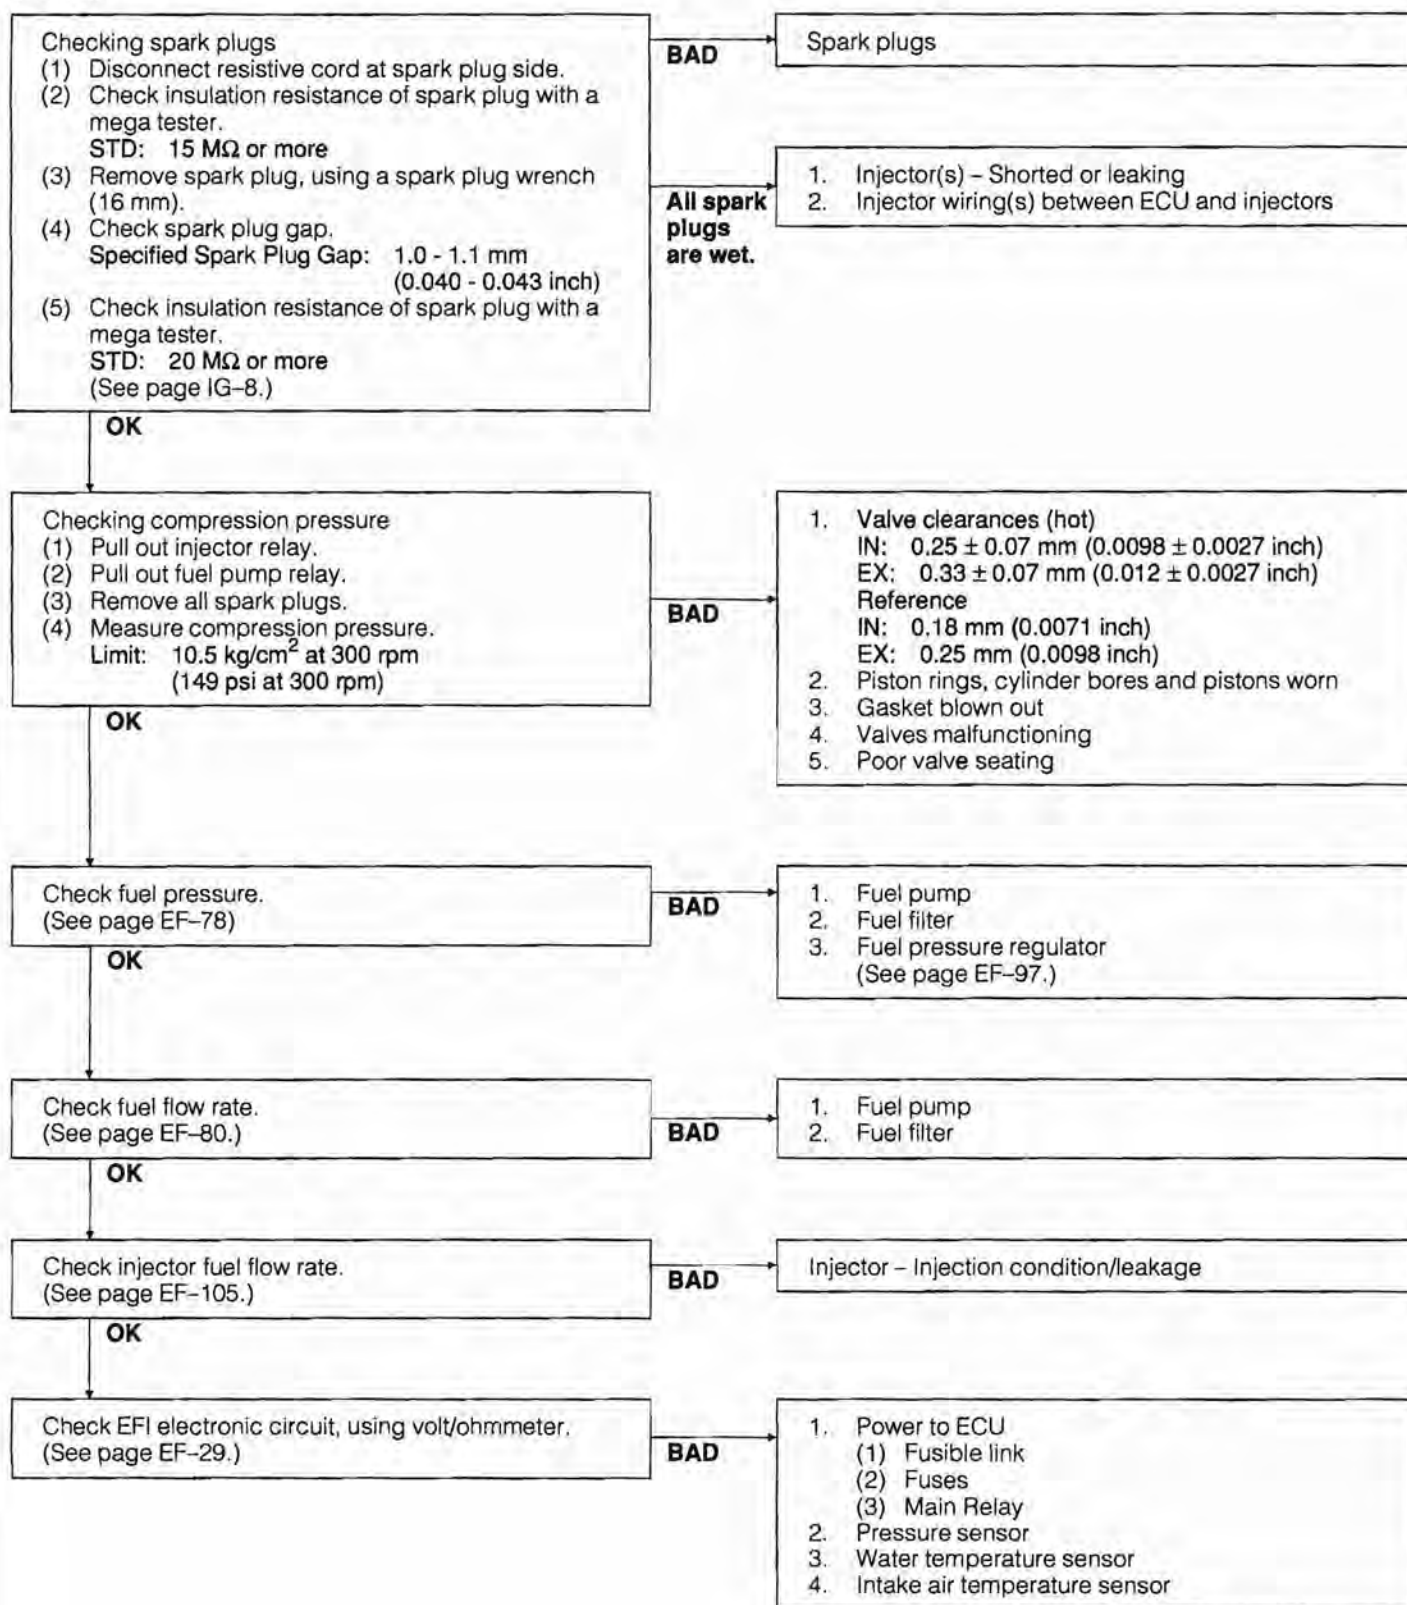 Checking spark plugs
(1) Disconnect resistive cord at spark plug side.
(2) Check insulation resistance of spark plug with a
mega tester.
STD: 15 MΩ or more
(3) Remove spark plug, using a spark plug wrench
(16 mm).
(4) Check spark plug gap.
Specified Spark Plug Gap: 1.0 - 1.1 mm
(0.040 - 0.043 inch)
(5) Check insulation resistance of spark plug with a
mega tester.
STD: 20 MΩ or more
(See page IG–8.)
BAD
Spark plugs
All spark
plugs
are wet.
1. Injector(s) – Shorted or leaking
2. Injector wiring(s) between ECU and injectors
OK
Checking compression pressure
(1) Pull out injector relay.
(2) Pull out fuel pump relay.
(3) Remove all spark plugs.
(4) Measure compression pressure.
Limit: 10.5 kg/cm² at 300 rpm
(149 psi at 300 rpm)
BAD
1. Valve clearances (hot)
IN: 0.25 ± 0.07 mm (0.0098 ± 0.0027 inch)
EX: 0.33 ± 0.07 mm (0.012 ± 0.0027 inch)
Reference
IN: 0.18 mm (0.0071 inch)
EX: 0.25 mm (0.0098 inch)
2. Piston rings, cylinder bores and pistons worn
3. Gasket blown out
4. Valves malfunctioning
5. Poor valve seating
OK
Check fuel pressure.
(See page EF–78)
BAD
1. Fuel pump
2. Fuel filter
3. Fuel pressure regulator
(See page EF–97.)
OK
Check fuel flow rate.
(See page EF–80.)
BAD
1. Fuel pump
2. Fuel filter
OK
Check injector fuel flow rate.
(See page EF–105.)
BAD
Injector – Injection condition/leakage
OK
Check EFI electronic circuit, using volt/ohmmeter.
(See page EF–29.)
BAD
1. Power to ECU
(1) Fusible link
(2) Fuses
(3) Main Relay
2. Pressure sensor
3. Water temperature sensor
4. Intake air temperature sensor